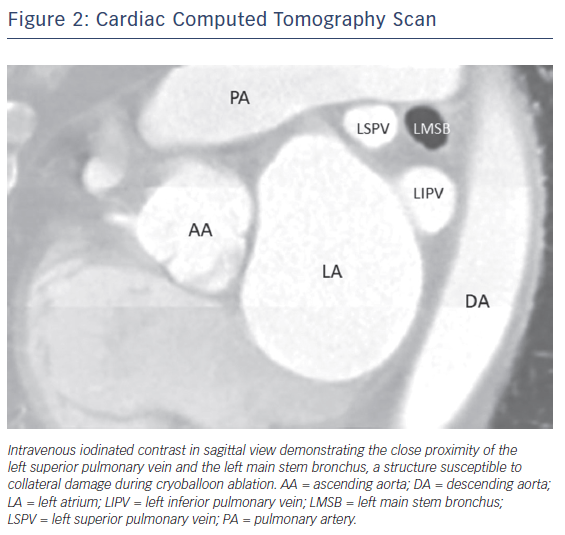 Figure 2: Cardiac Computed Tomography Scan
PA
LSPV
LMSB
LIPV
AA
LA
DA
Intravenous iodinated contrast in sagittal view demonstrating the close proximity of the
left superior pulmonary vein and the left main stem bronchus, a structure susceptible to
collateral damage during cryoballoon ablation. AA = ascending aorta; DA = descending aorta;
LA = left atrium; LIPV = left inferior pulmonary vein; LMSB = left main stem bronchus;
LSPV = left superior pulmonary vein; PA = pulmonary artery.